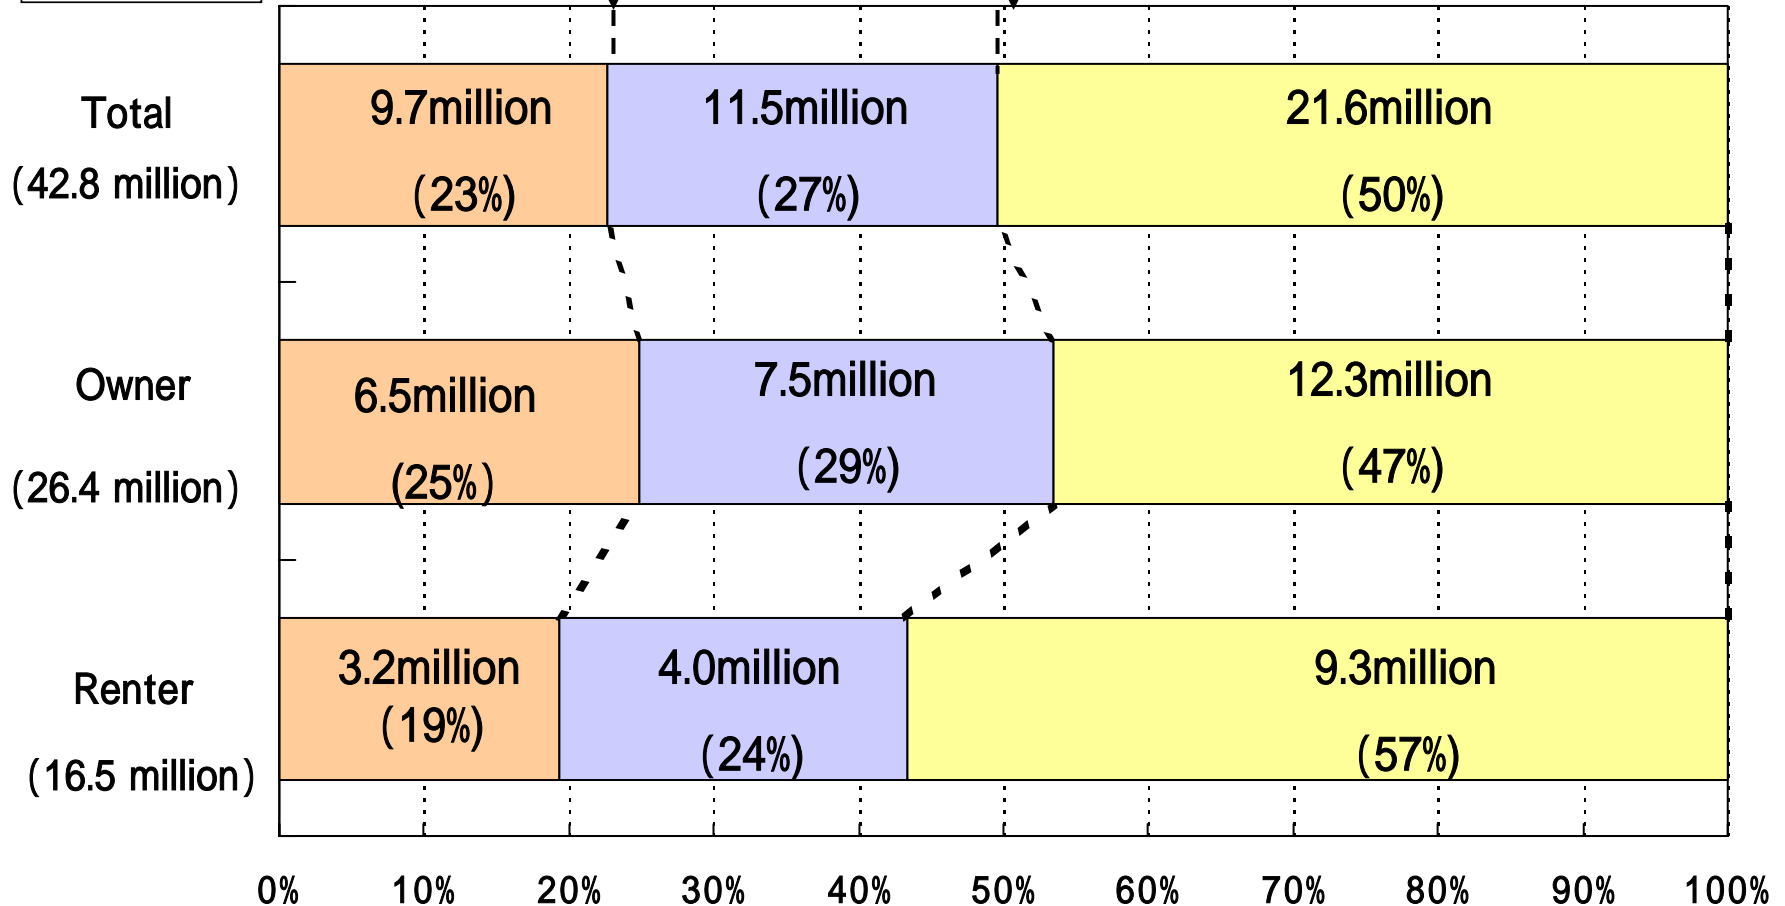 Total
(42.8 million)
9.7million
(23%)
11.5million
(27%)
21.6million
(50%)
Owner
(26.4 million)
6.5million
(25%)
7.5million
(29%)
12.3million
(47%)
Renter
(16.5 million)
3.2million
(19%)
4.0million
(24%)
9.3million
(57%)
0% 10% 20% 30% 40% 50% 60% 70% 80% 90% 100%